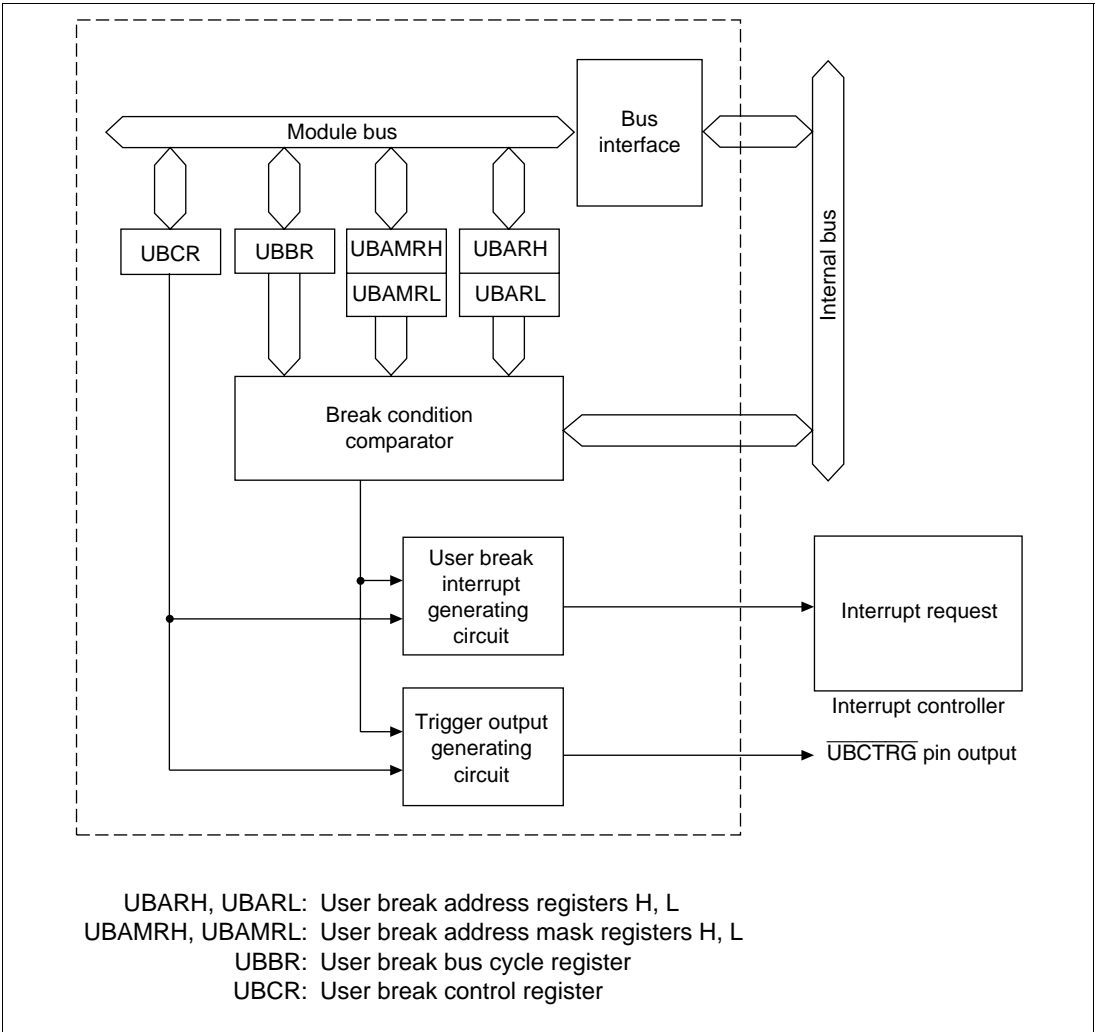 Bus
interface
Module bus
Internal bus
UBCR
UBBR
UBAMRH
UBARH
UBAMRL
UBARL
Break condition
comparator
User break
interrupt
generating
circuit
Interrupt request
Interrupt controller
Trigger output
generating
circuit
UBCTRG pin output
UBARH, UBARL: User break address registers H, L
UBAMRH, UBAMRL: User break address mask registers H, L
UBBR: User break bus cycle register
UBCR: User break control register